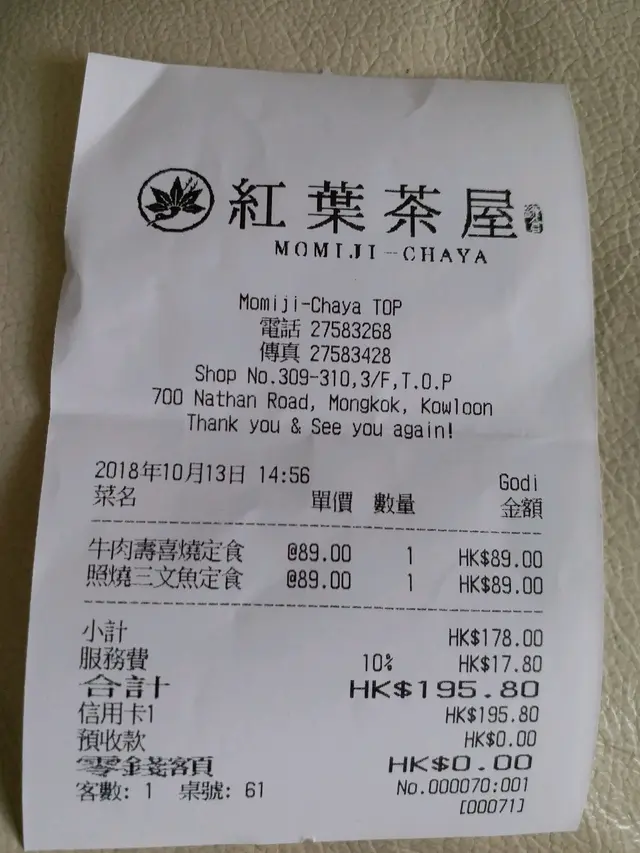 紅葉茶屋
MOMIJI-CHAYA
Momiji-Chaya TOP
電話 27583268
傳真 27583428
Shop No.309-310,3/F,T.O.P
700 Nathan Road, Mongkok, Kowloon
Thank you & See you again!
2018年10月13日 14:56 Godi
菜名 單價 數量 金額
牛肉壽喜燒定食 @89.00 1 HK$89.00
照燒三文魚定食 @89.00 1 HK$89.00
小計 HK$178.00
服務費 10% HK$17.80
合計 HK$195.80
信用卡1 HK$195.80
預收款 HK$0.00
零錢額 HK$0.00
客數: 1 桌號: 61 No.000070:001
[00071]